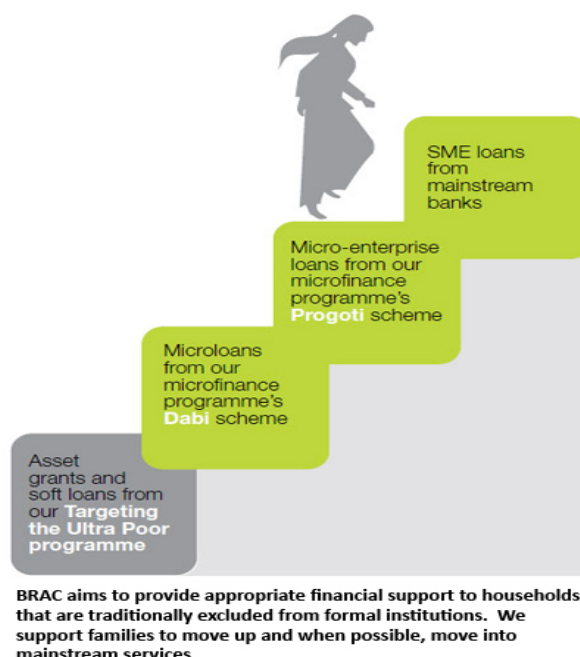 SME loans
from
mainstream
banks
Micro-enterprise
loans from our
microfinance
programme's
Progoti scheme
Microloans
from our
microfinance
programme's
Dabi scheme
Asset
grants and
soft loans from
our Targeting
the Ultra Poor
programme
BRAC aims to provide appropriate financial support to households
that are traditionally excluded from formal institutions. We
support families to move up and when possible, move into
mainstream services